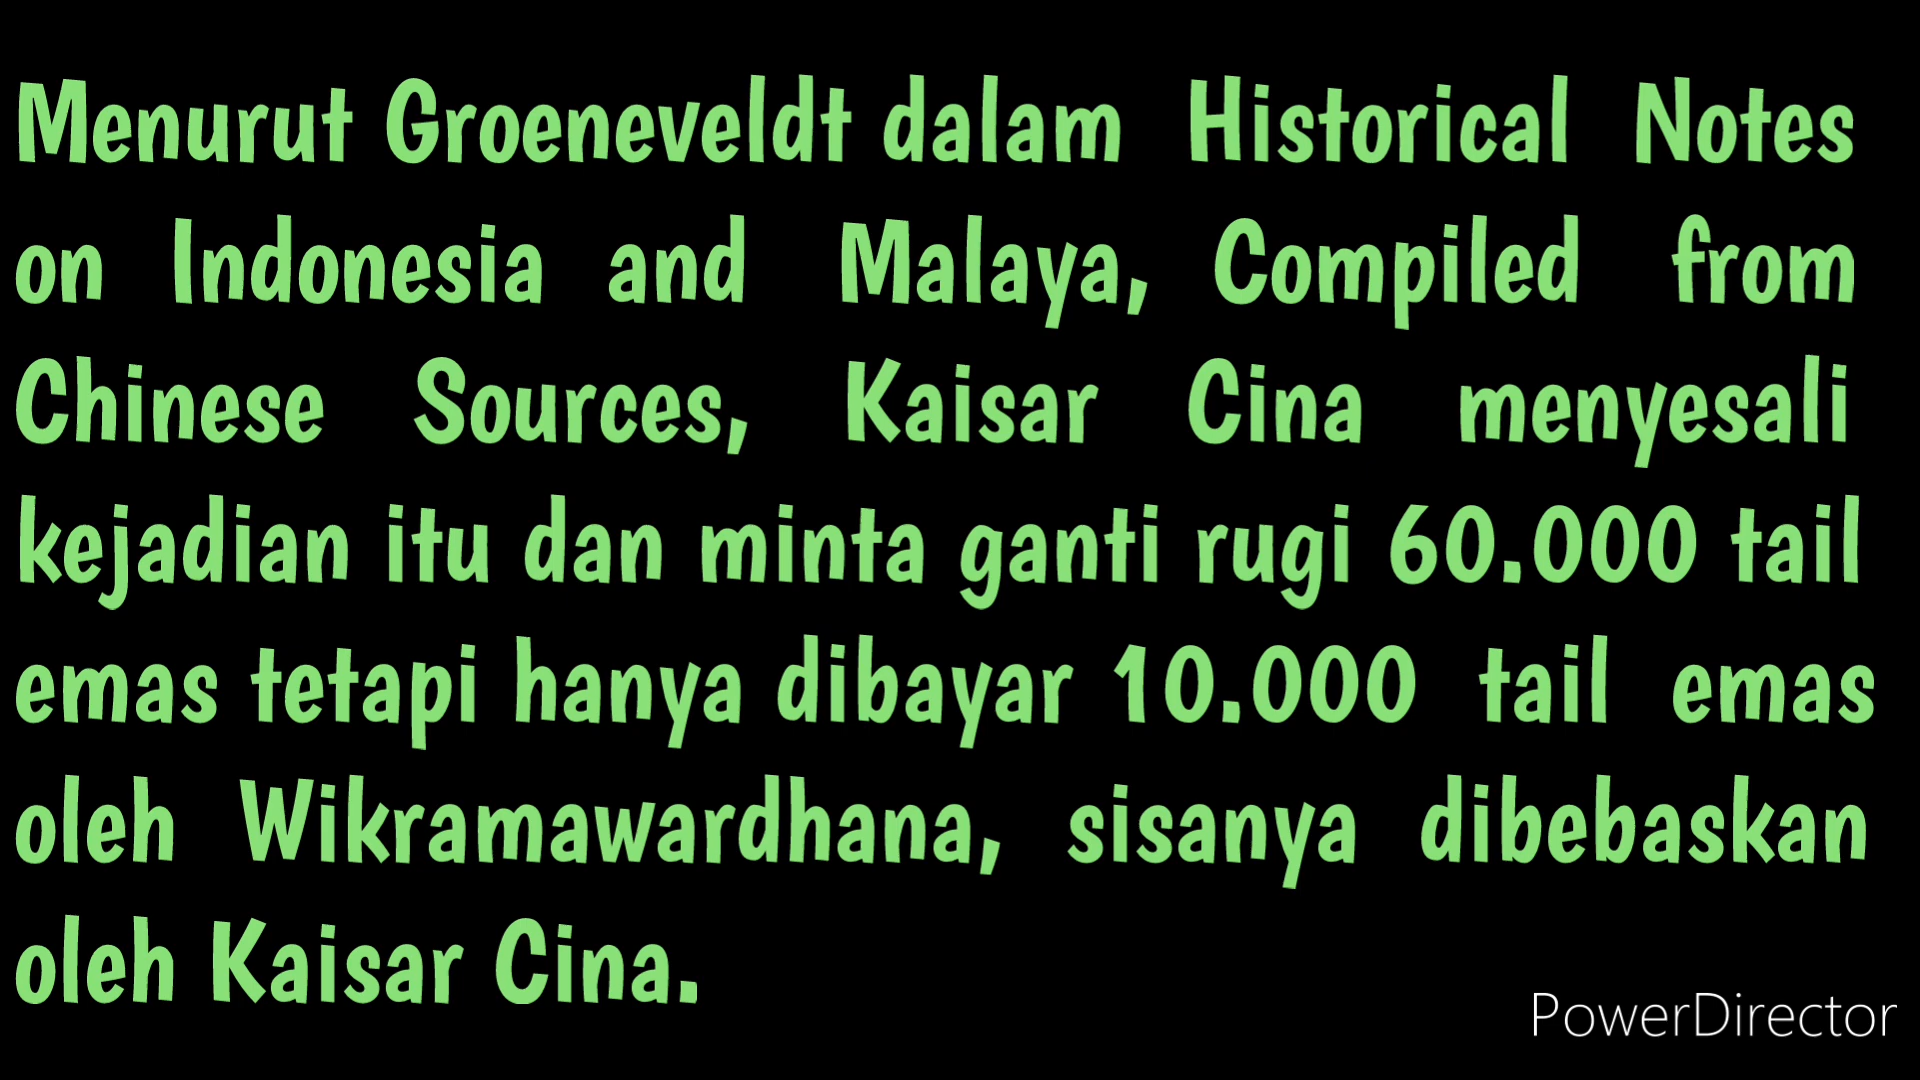 Menurut Groeneveldt dalam Historical Notes
on Indonesia and Malaya, Compiled from
Chinese Sources, Kaisar Cina menyesali
kejadian itu dan minta ganti rugi 60.000 tail
emas tetapi hanya dibayar 10.000 tail emas
oleh Wikramawardhana, sisanya dibebaskan
oleh Kaisar Cina.
PowerDirector